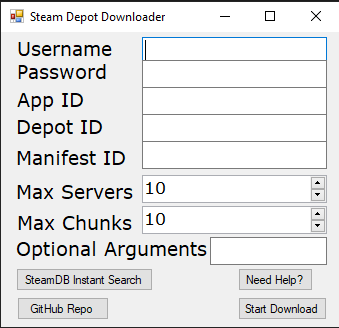 Steam Depot Downloader
Username
Password
App ID
Depot ID
Manifest ID
Max Servers 10
Max Chunks 10
Optional Arguments
SteamDB Instant Search Need Help?
GitHub Repo Start Download